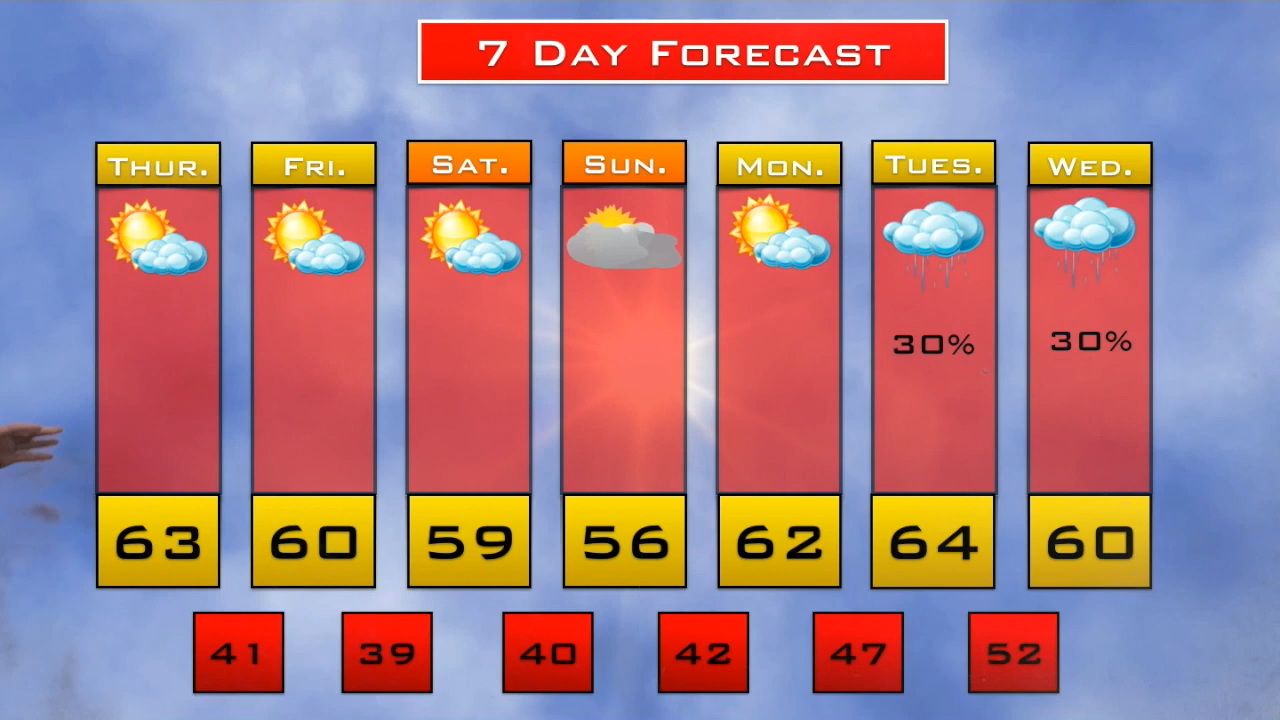 7 Day Forecast
Thur. Fri. Sat. Sun. Mon. Tues. Wed.
30% 30%
63 60 59 56 62 64 60
41 39 40 42 47 52